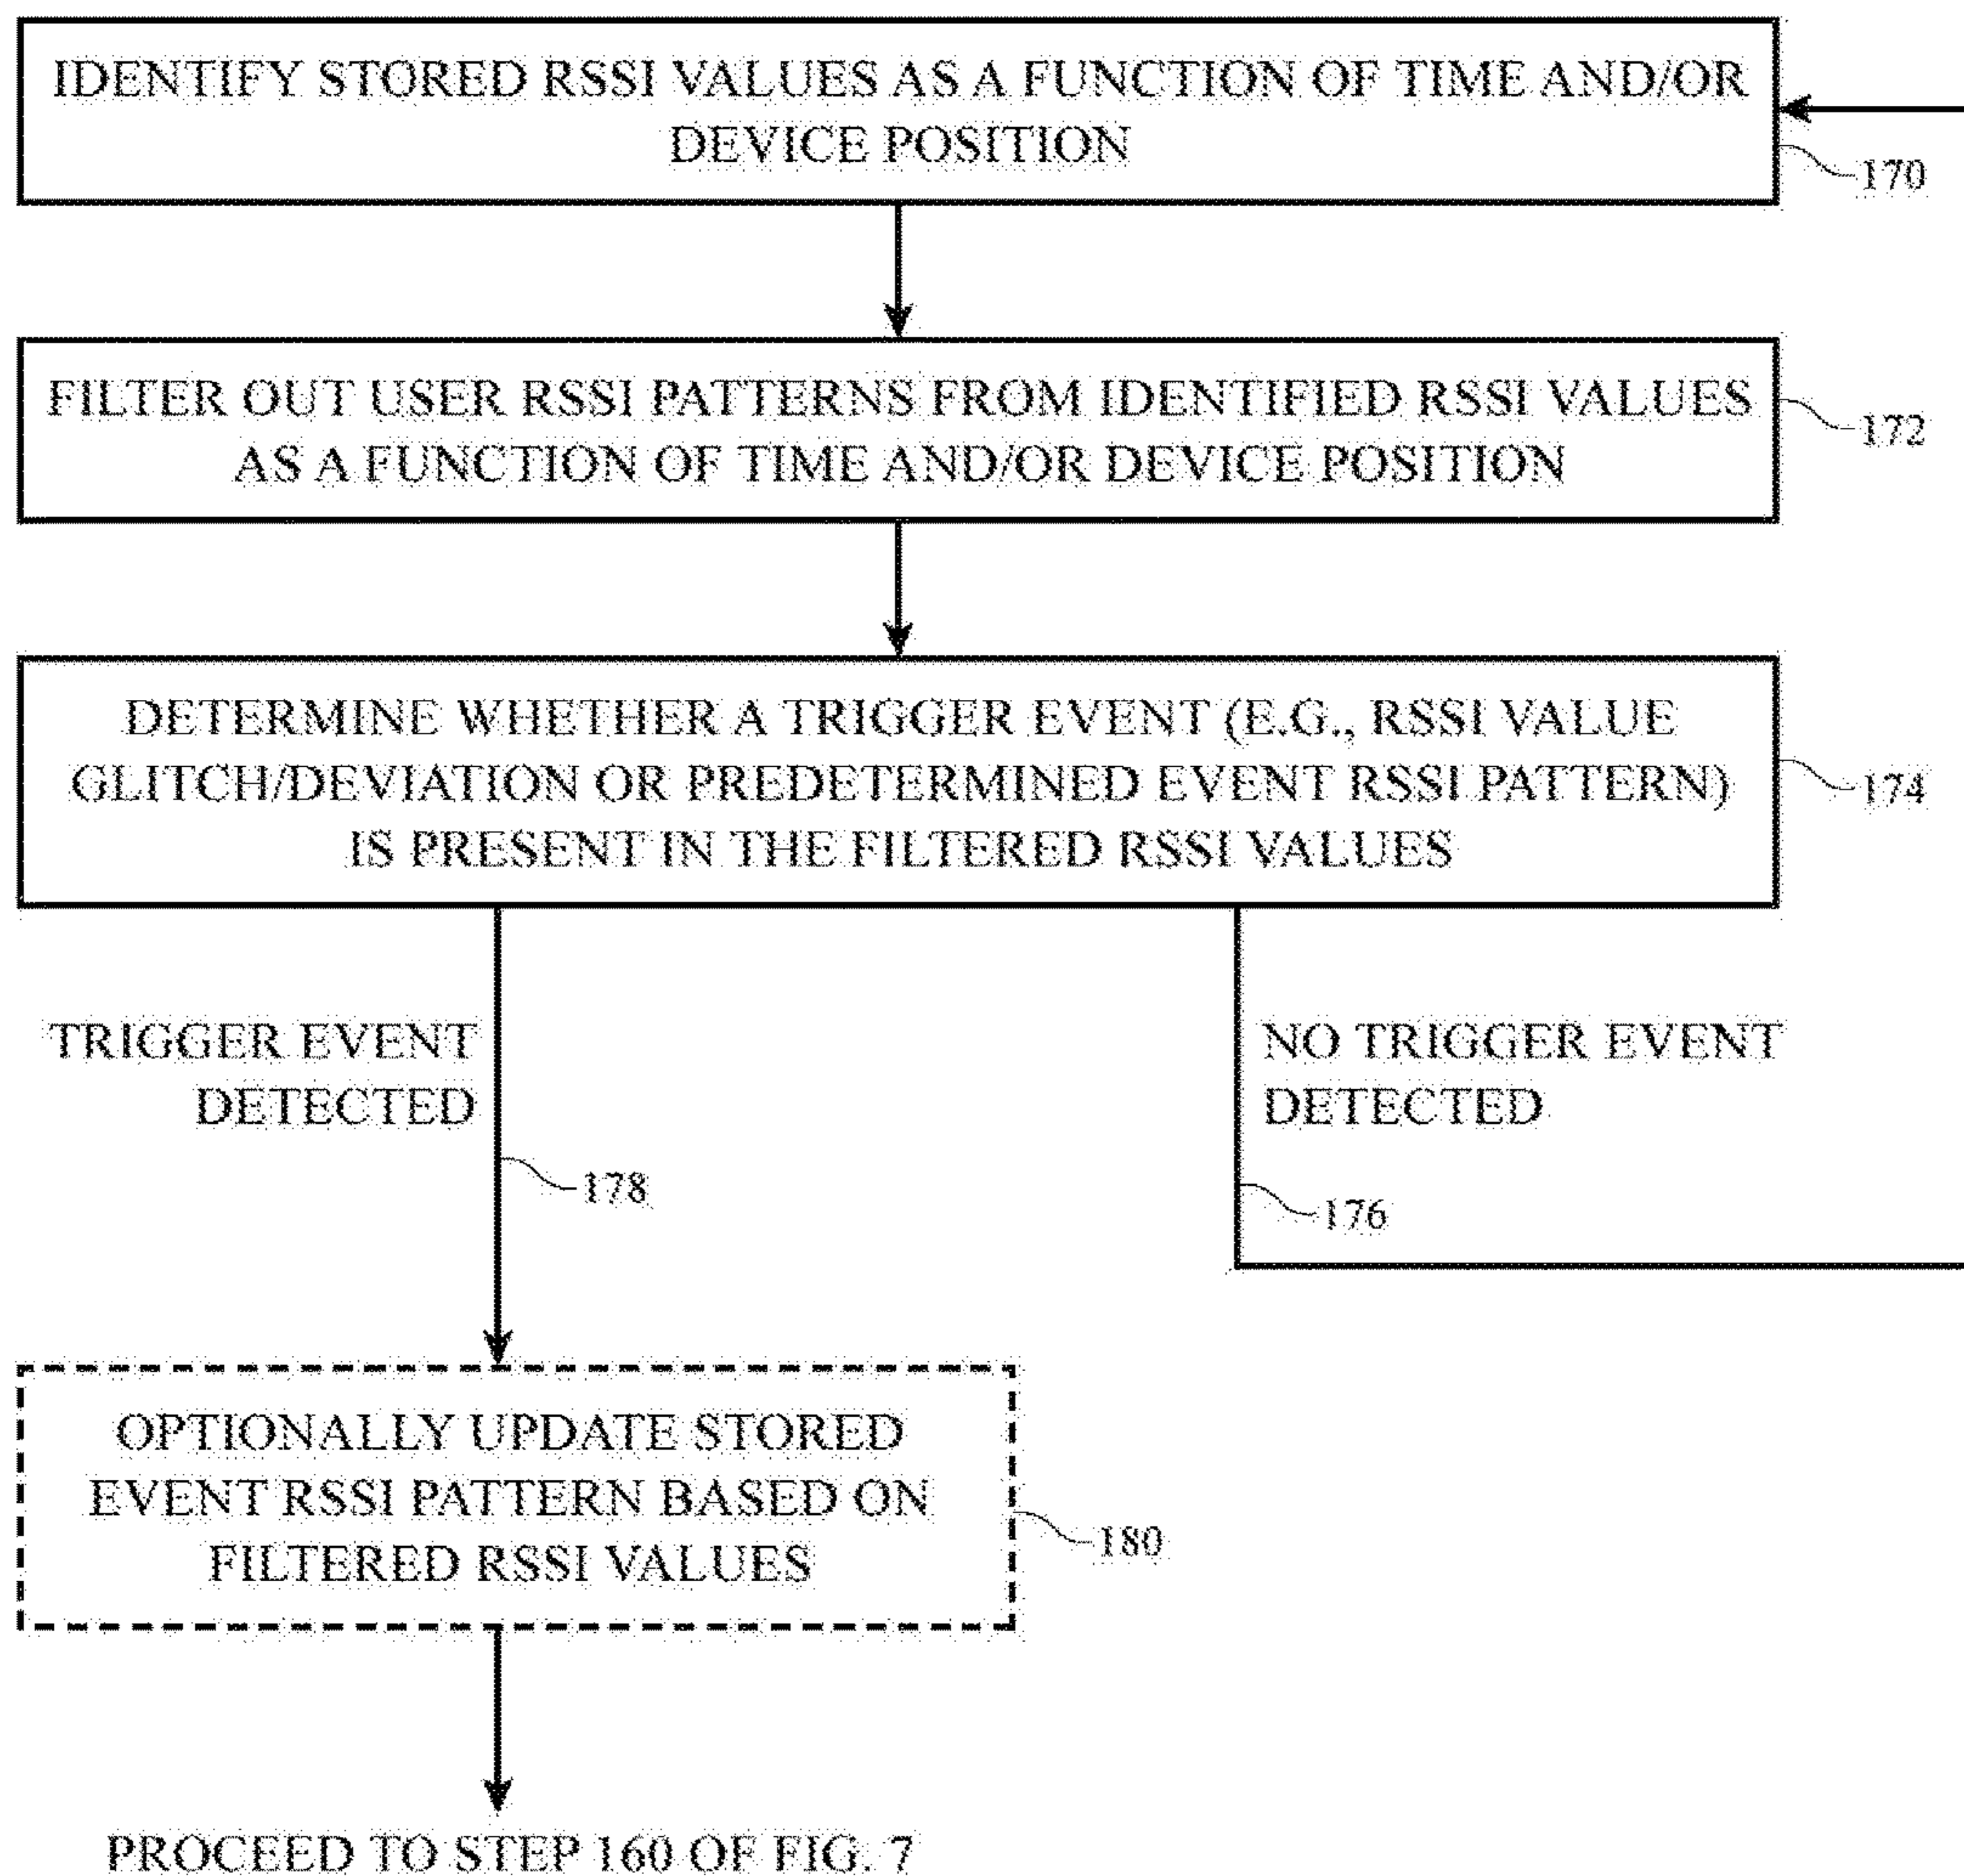 IDENTIFY STORED RSSI VALUES AS A FUNCTION OF TIME AND/OR
DEVICE POSITION
170
FILTER OUT USER RSSI PATTERNS FROM IDENTIFIED RSSI VALUES
AS A FUNCTION OF TIME AND/OR DEVICE POSITION
172
DETERMINE WHETHER A TRIGGER EVENT (E.G., RSSI VALUE
GLITCH/DEVIATION OR PREDETERMINED EVENT RSSI PATTERN)
IS PRESENT IN THE FILTERED RSSI VALUES
174
TRIGGER EVENT
DETECTED
178
NO TRIGGER EVENT
DETECTED
176
OPTIONALLY UPDATE STORED
EVENT RSSI PATTERN BASED ON
FILTERED RSSI VALUES
180
PROCEED TO STEP 160 OF FIG. 7